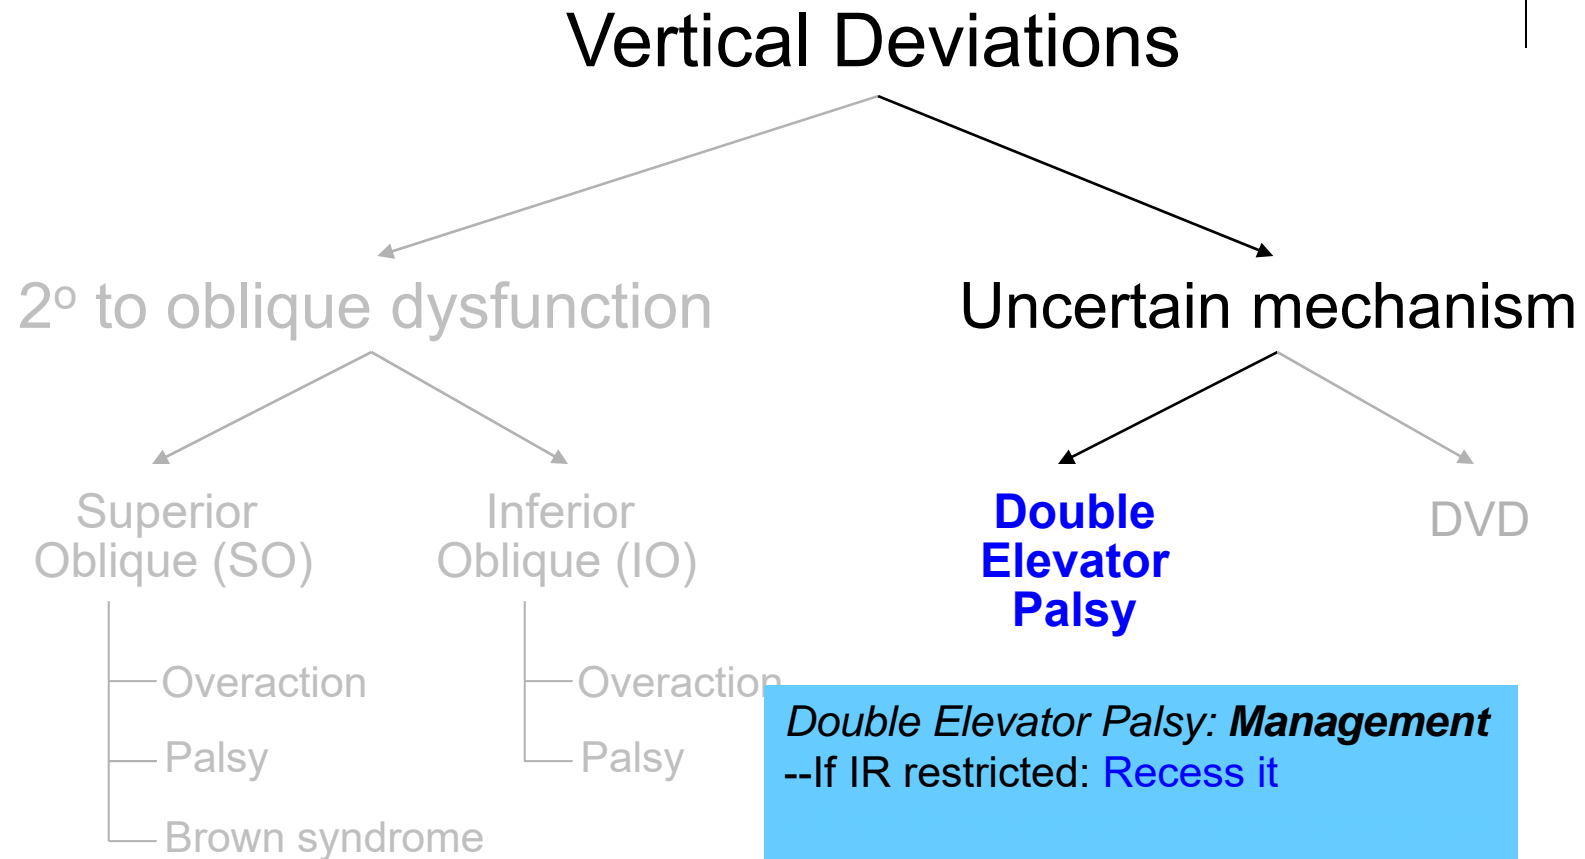 Vertical Deviations
2º to oblique dysfunction
Uncertain mechanism
Superior
Oblique (SO)
Inferior
Oblique (IO)
Double
Elevator
Palsy
DVD
Overaction
Palsy
Brown syndrome
Overaction
Palsy
Double Elevator Palsy: Management
--If IR restricted: Recess it